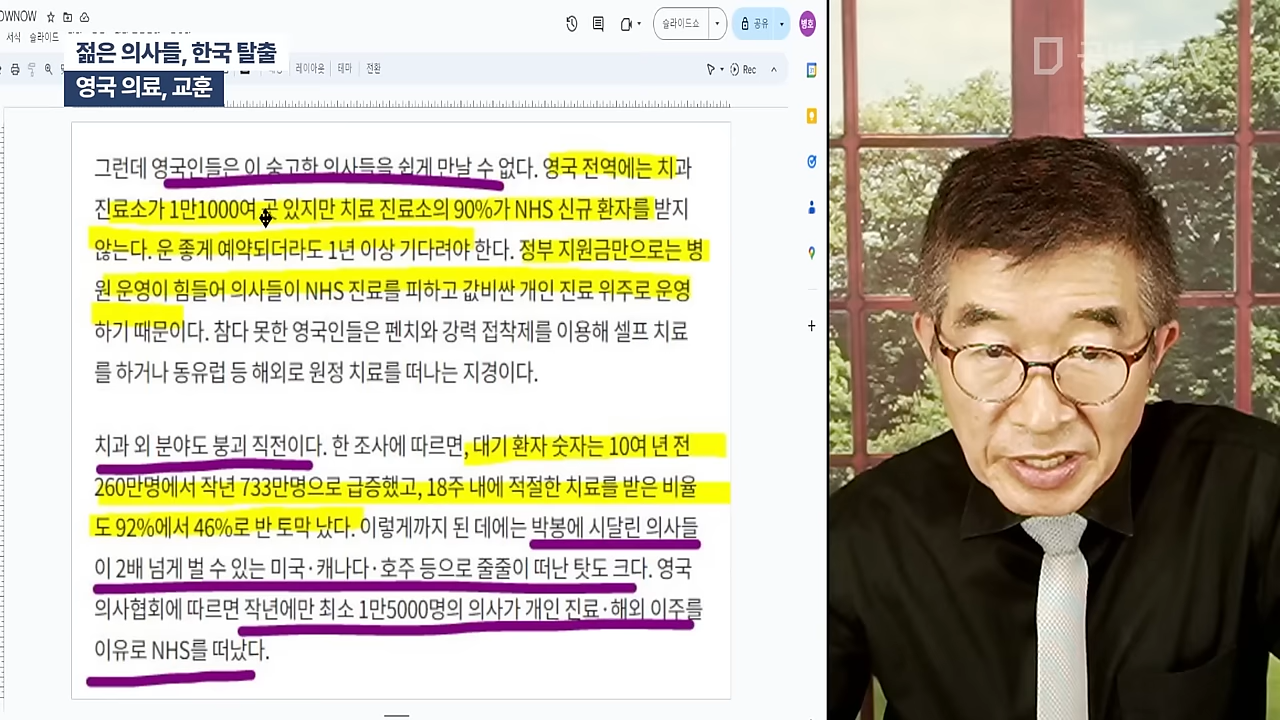 OWNOW
서식 슬라이드
슬라이드쇼
공유
병호
젊은 의사들, 한국 탈출
영국 의료, 교훈
레이아웃 테마 전환
Rec
그런데 영국인들은 이 숭고한 의사들을 쉽게 만날 수 없다. 영국 전역에는 치과
진료소가 1만1000여 곳 있지만 치료 진료소의 90%가 NHS 신규 환자를 받지
않는다. 운 좋게 예약되더라도 1년 이상 기다려야 한다. 정부 지원금만으로는 병
원 운영이 힘들어 의사들이 NHS 진료를 피하고 값비싼 개인 진료 위주로 운영
하기 때문이다. 참다 못한 영국인들은 펜치와 강력 접착제를 이용해 셀프 치료
를 하거나 동유럽 등 해외로 원정 치료를 떠나는 지경이다.
치과 외 분야도 붕괴 직전이다. 한 조사에 따르면, 대기 환자 숫자는 10여 년 전
260만명에서 작년 733만명으로 급증했고, 18주 내에 적절한 치료를 받은 비율
도 92%에서 46%로 반 토막 났다. 이렇게까지 된 데에는 박봉에 시달린 의사들
이 2배 넘게 벌 수 있는 미국·캐나다·호주 등으로 줄줄이 떠난 탓도 크다. 영국
의사협회에 따르면 작년에만 최소 1만5000명의 의사가 개인 진료·해외 이주를
이유로 NHS를 떠났다.